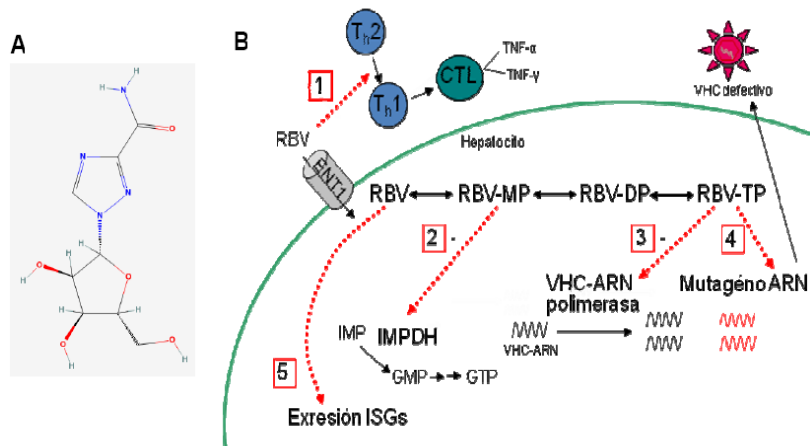 A
H
H
N
O
N
N
N
H
H
O
O
H
H
H
O
H
O
H
B
Th2
1
Th1
CTL
TNF-α
TNF-γ
VHC defectivo
RBV
Hepatocito
ENT1
RBV
RBV-MP
RBV-DP
RBV-TP
2 -
3 -
4
VHC-ARN
polimerasa
Mutagéno ARN
IMP
IMPDH
VHC-ARN
GMP
GTP
5
Exresión ISGs